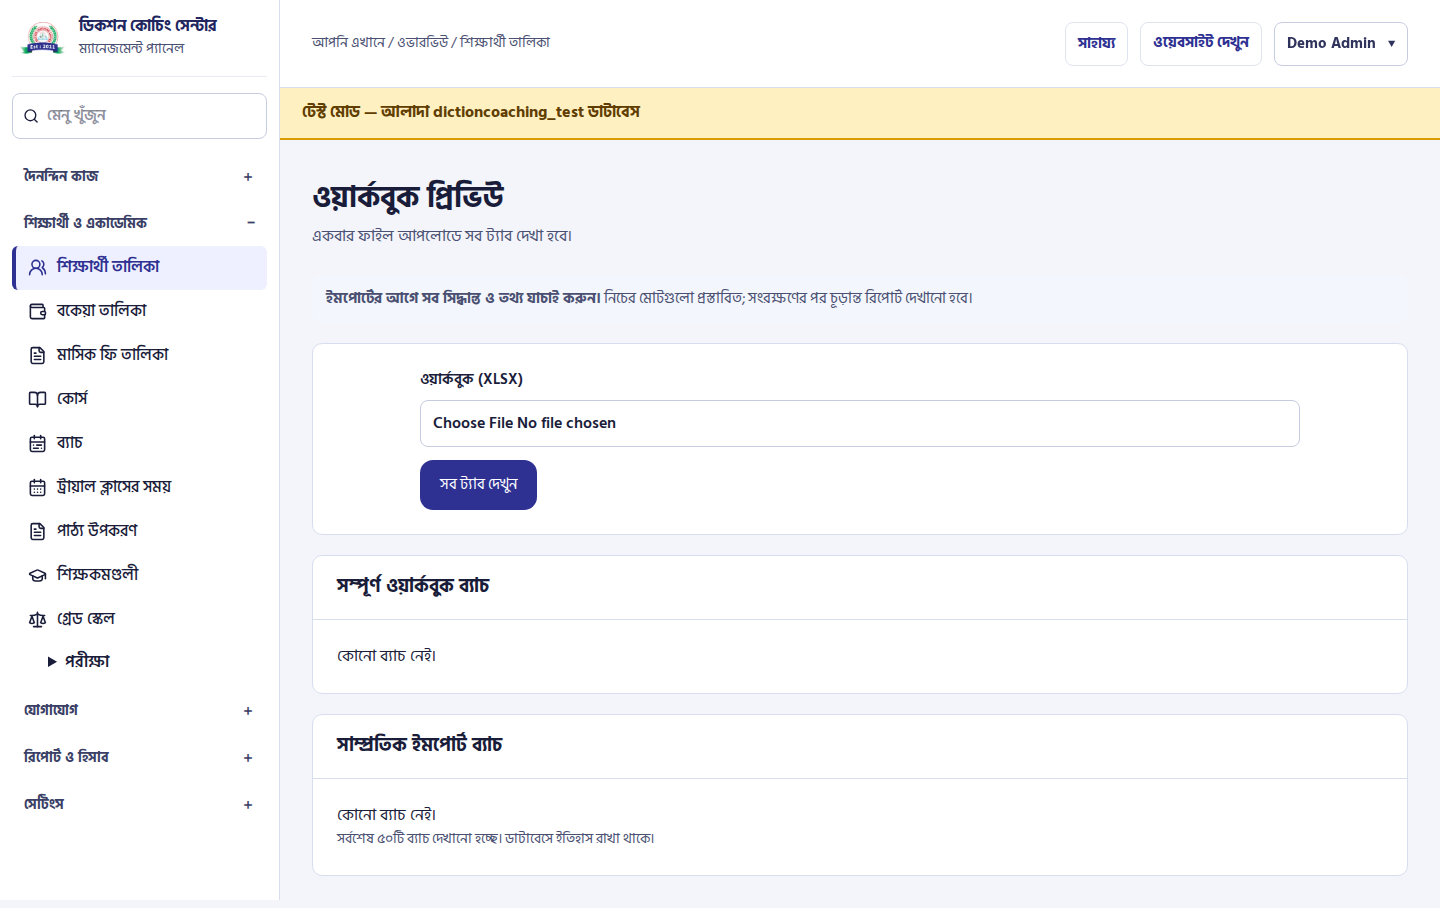 ডিকশন কোচিং সেন্টার
ম্যানেজমেন্ট প্যানেল
Est : 2011
মেনু খুঁজুন
দৈনন্দিন কাজ +
শিক্ষার্থী ও একাডেমিক −
শিক্ষার্থী তালিকা
বকেয়া তালিকা
মাসিক ফি তালিকা
কোর্স
ব্যাচ
ট্রায়াল ক্লাসের সময়
পাঠ্য উপকরণ
শিক্ষকমণ্ডলী
গ্রেড স্কেল
পরীক্ষা
যোগাযোগ +
রিপোর্ট ও হিসাব +
সেটিংস +
আপনি এখানে / ওভারভিউ / শিক্ষার্থী তালিকা
সাহায্য
ওয়েবসাইট দেখুন
Demo Admin
টেস্ট মোড — আলাদা dictioncoaching_test ডাটাবেস
ওয়ার্কবুক প্রিভিউ
একবার ফাইল আপলোডে সব ট্যাব দেখা হবে।
ইমপোর্টের আগে সব সিদ্ধান্ত ও তথ্য যাচাই করুন। নিচের মোটগুলো প্রস্তাবিত; সংরক্ষণের পর চূড়ান্ত রিপোর্ট দেখানো হবে।
ওয়ার্কবুক (XLSX)
Choose File No file chosen
সব ট্যাব দেখুন
সম্পূর্ণ ওয়ার্কবুক ব্যাচ
কোনো ব্যাচ নেই।
সাম্প্রতিক ইমপোর্ট ব্যাচ
কোনো ব্যাচ নেই।
সর্বশেষ ৫০টি ব্যাচ দেখানো হচ্ছে। ডাটাবেসে ইতিহাস রাখা থাকে।